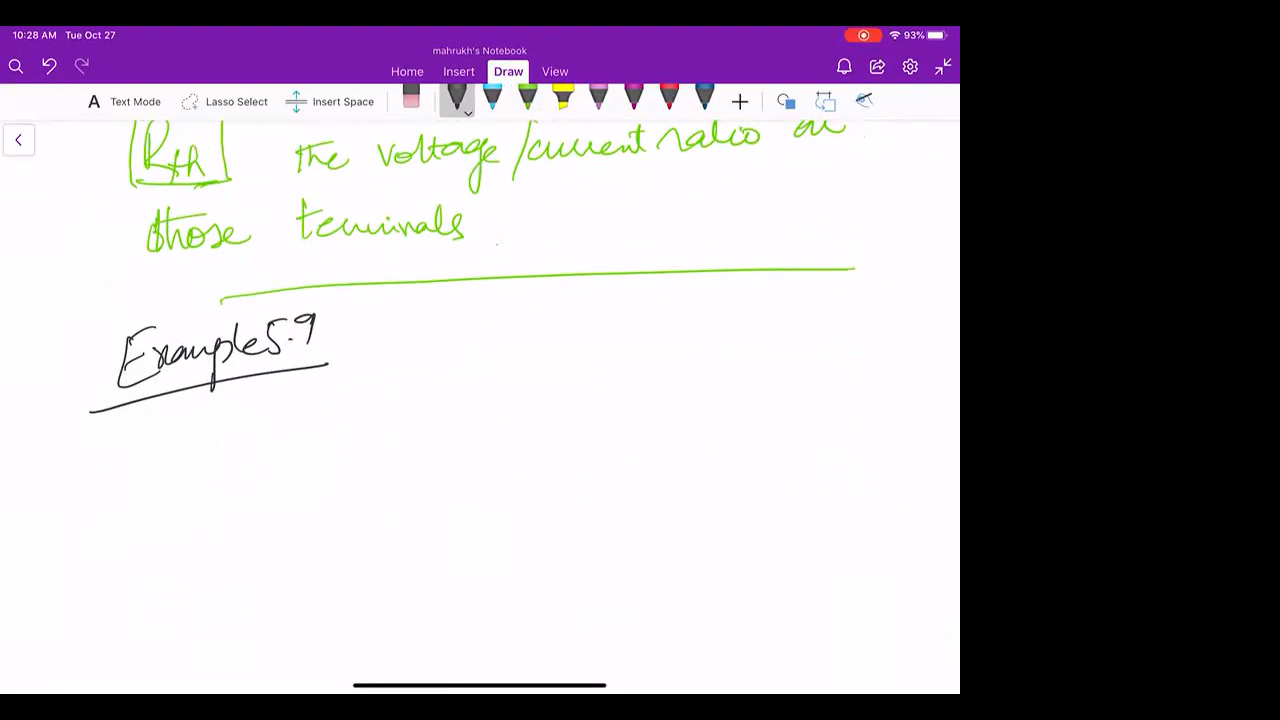 10:28 AM Tue Oct 27 93%
mahrukh's Notebook
Home Insert Draw View
A Text Mode Lasso Select Insert Space
Rth the voltage/current ratio on
those terminals
Example 5.9